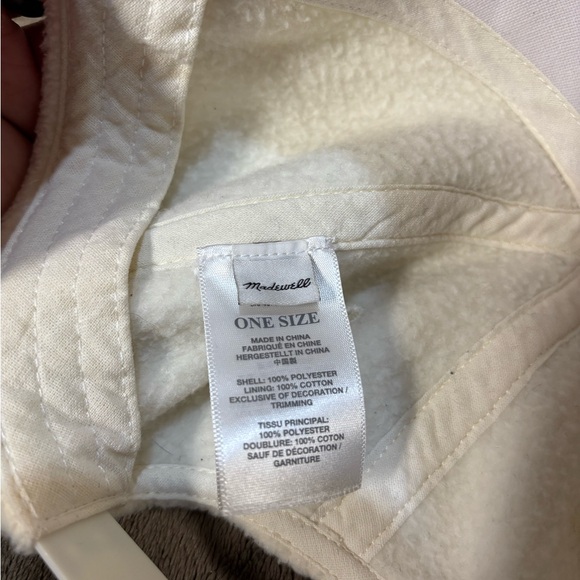 madewell
ONE SIZE
MADE IN CHINA
FABRIQUÉ EN CHINE
HERGESTELLT IN CHINA
中国製
SHELL: 100% POLYESTER
LINING: 100% COTTON
EXCLUSIVE OF DECORATION /
TRIMMING
TISSU PRINCIPAL:
100% POLYESTER
DOUBLURE: 100% COTON
SAUF DE DÉCORATION /
GARNITURE